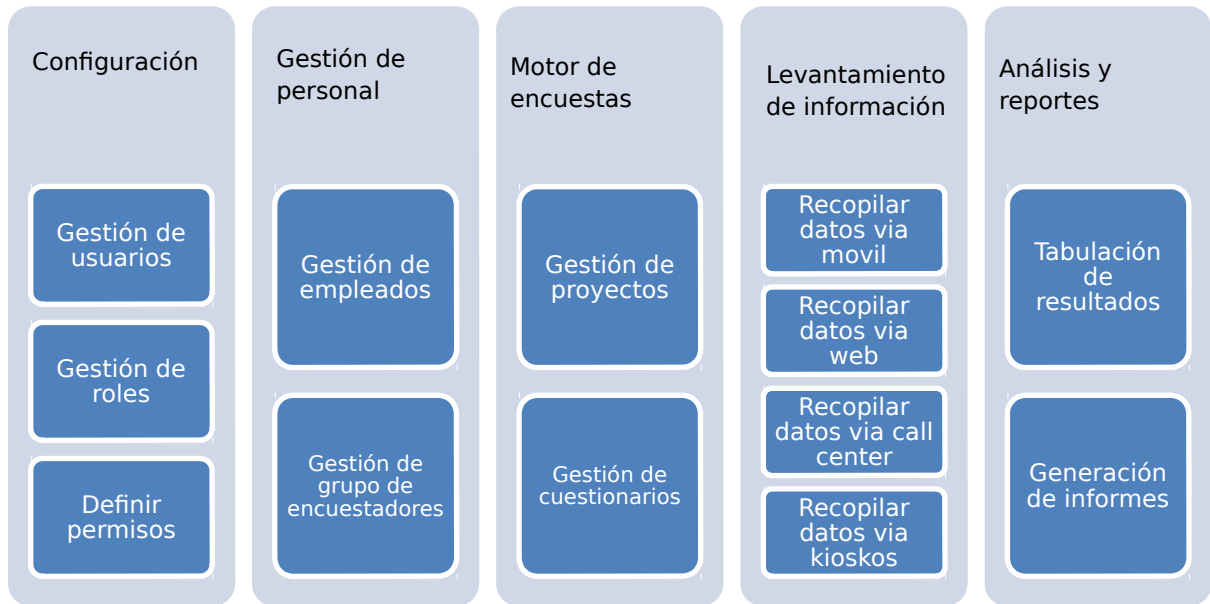 Configuración
Gestión de
usuarios
Gestión de
roles
Definir
permisos
Gestión de
personal
Gestión de
empleados
Gestión de
grupo de
encuestadores
Motor de
encuestas
Gestión de
proyectos
Gestión de
cuestionarios
Levantamiento
de información
Recopilar
datos via
movil
Recopilar
datos via
web
Recopilar
datos via call
center
Recopilar
datos via
kioskos
Análisis y
reportes
Tabulación
de
resultados
Generación
de informes